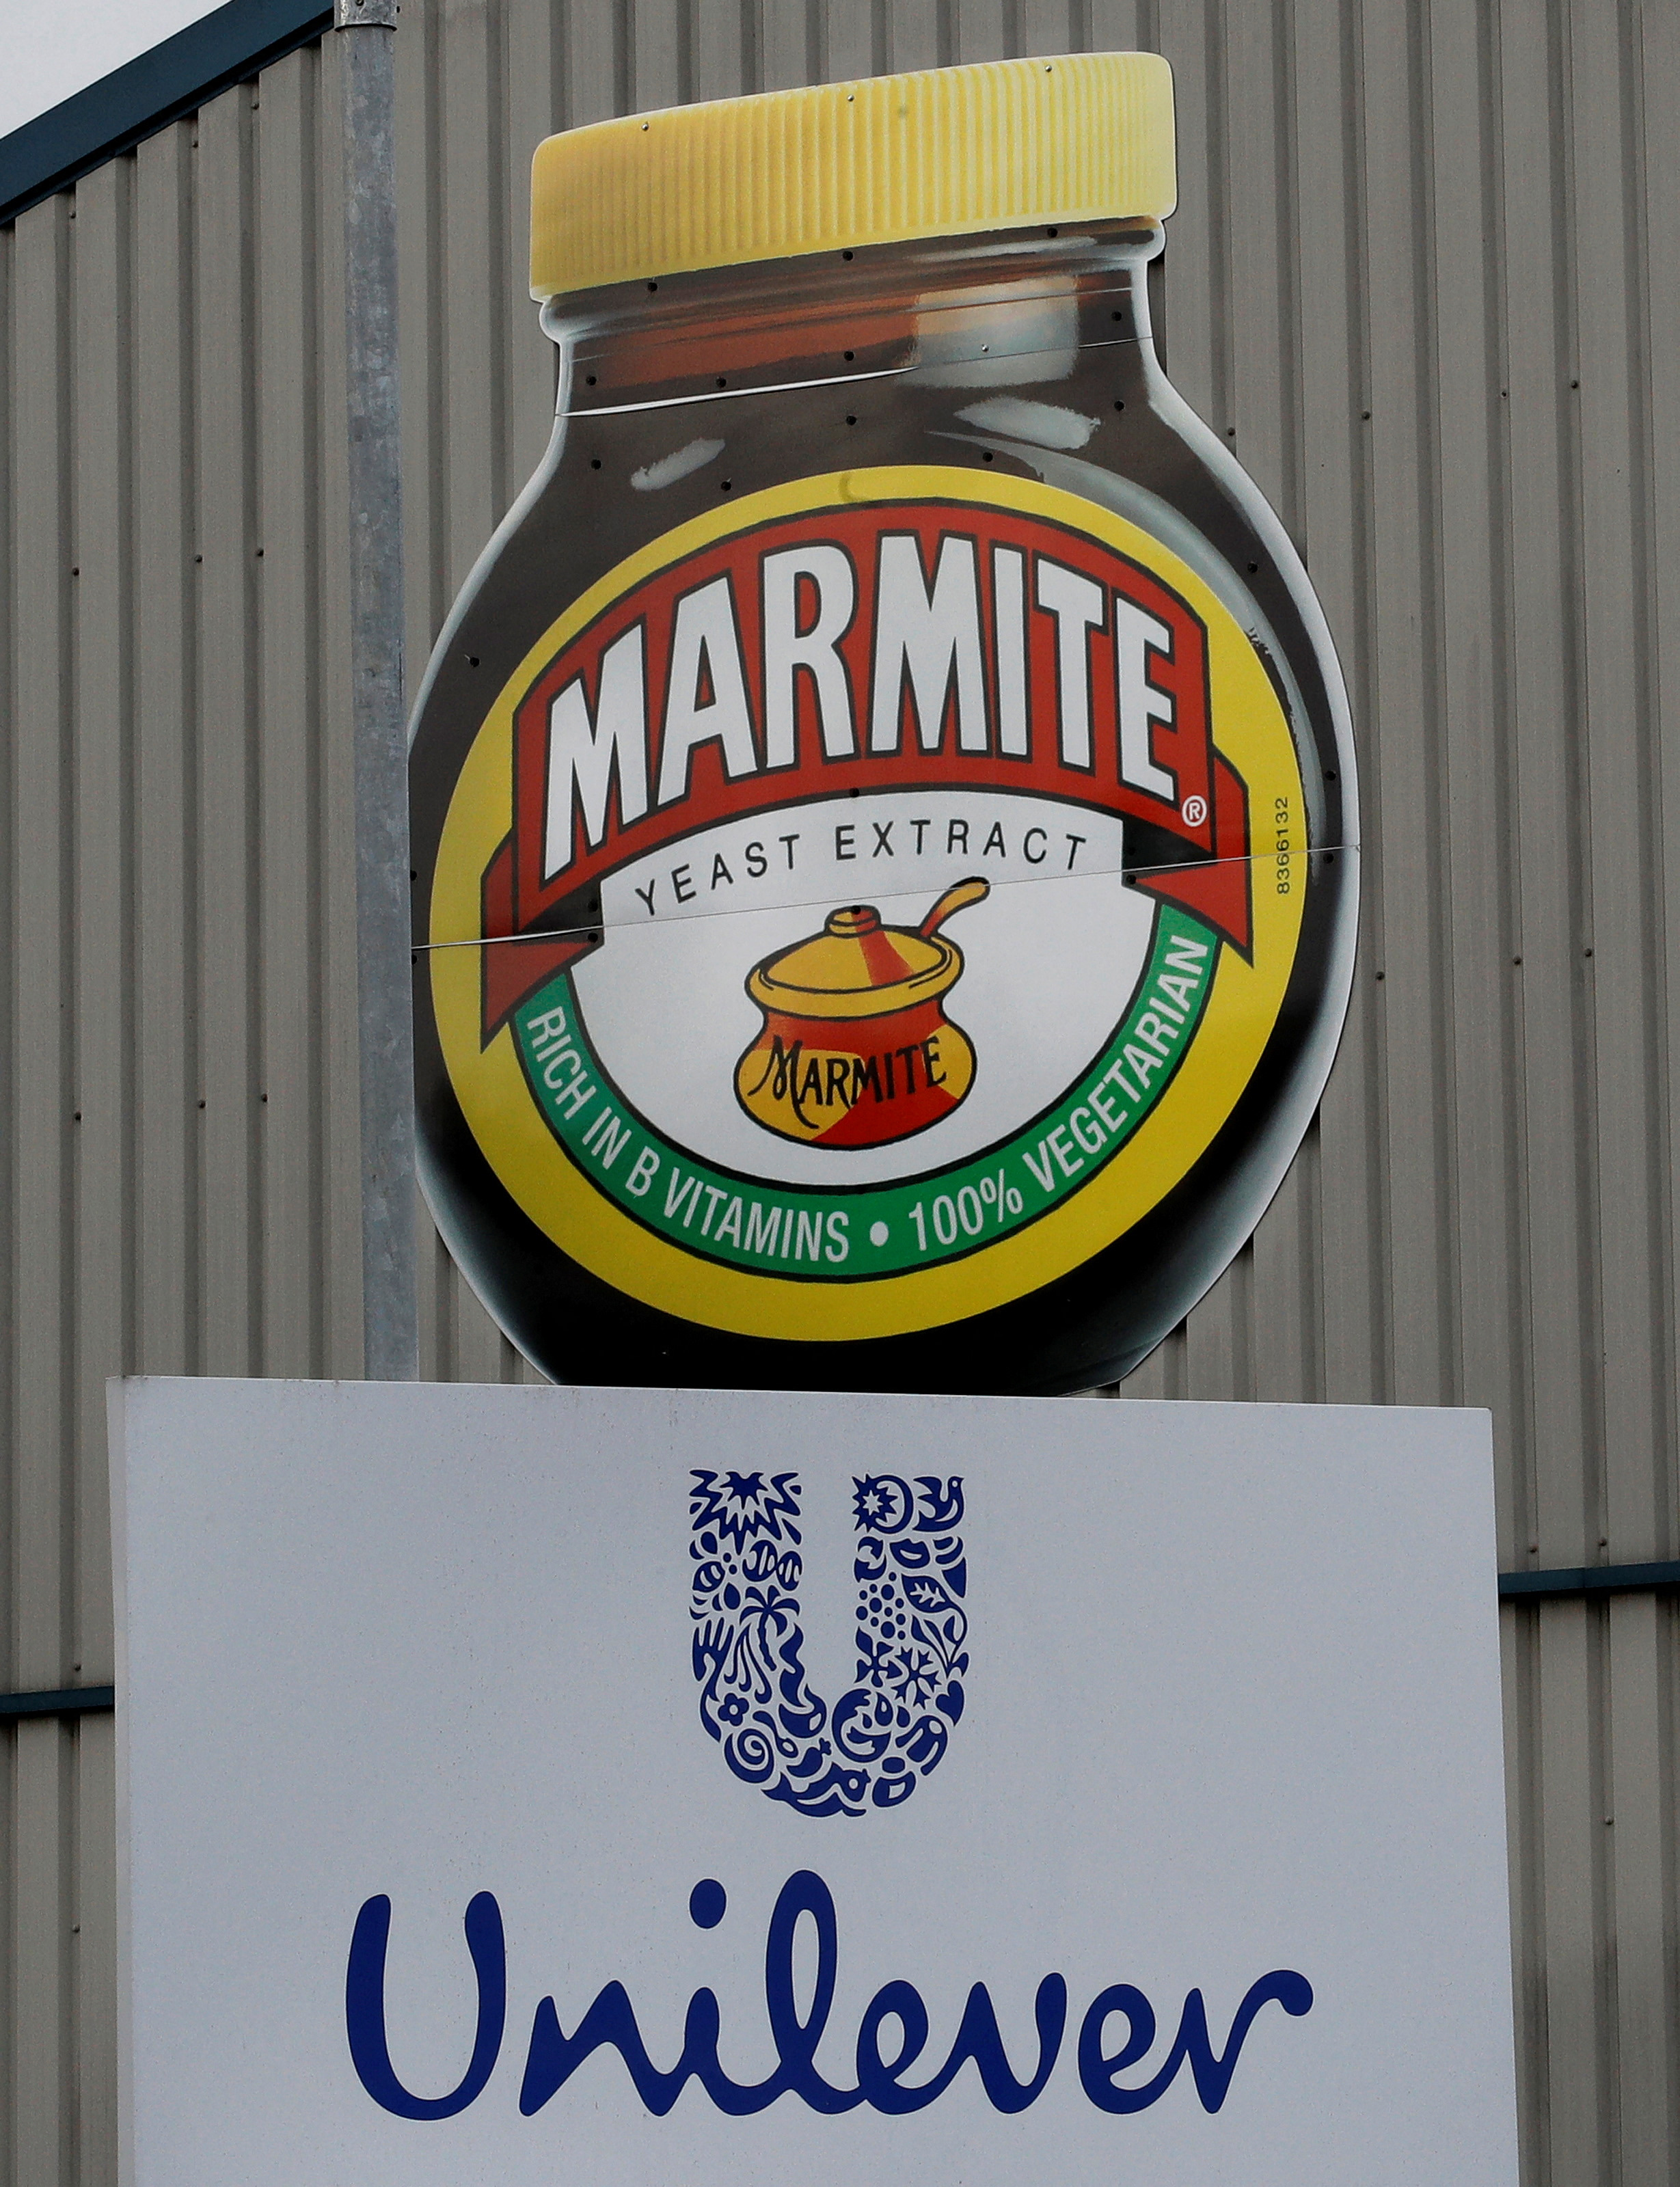 MARMITE®
YEAST EXTRACT
8366132
MARMITE
RICH IN B VITAMINS • 100% VEGETARIAN
Unilever